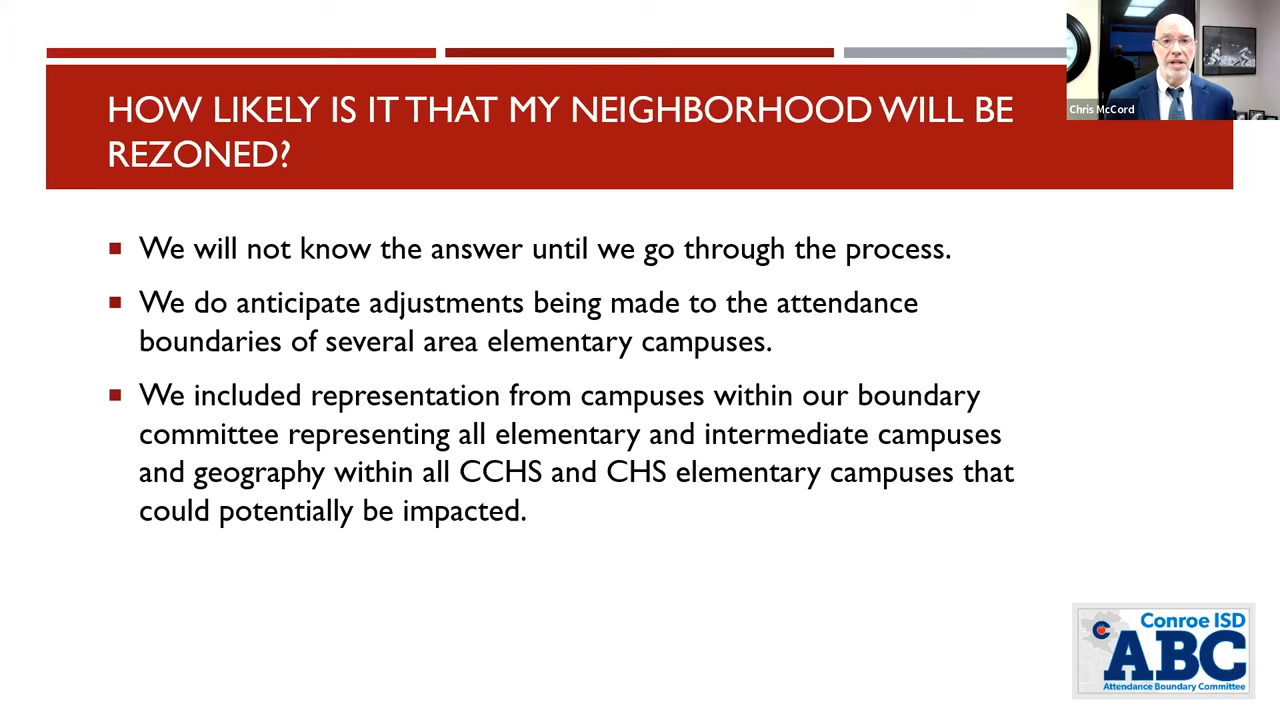 HOW LIKELY IS IT THAT MY NEIGHBORHOOD WILL BE
REZONED?
Chris McCord
We will not know the answer until we go through the process.
We do anticipate adjustments being made to the attendance
boundaries of several area elementary campuses.
We included representation from campuses within our boundary
committee representing all elementary and intermediate campuses
and geography within all CCHS and CHS elementary campuses that
could potentially be impacted.
Conroe ISD
C
ABC
Attendance Boundary Committee